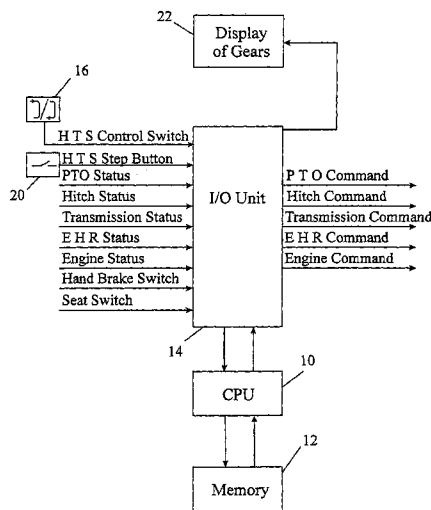 22
Display
of Gears
16
H T S Control Switch
H T S Step Button
20
PTO Status
Hitch Status
Transmission Status
E H R Status
Engine Status
Hand Brake Switch
Seat Switch
I/O Unit
P T O Command
Hitch Command
Transmission Command
E H R Command
Engine Command
14
10
CPU
12
Memory